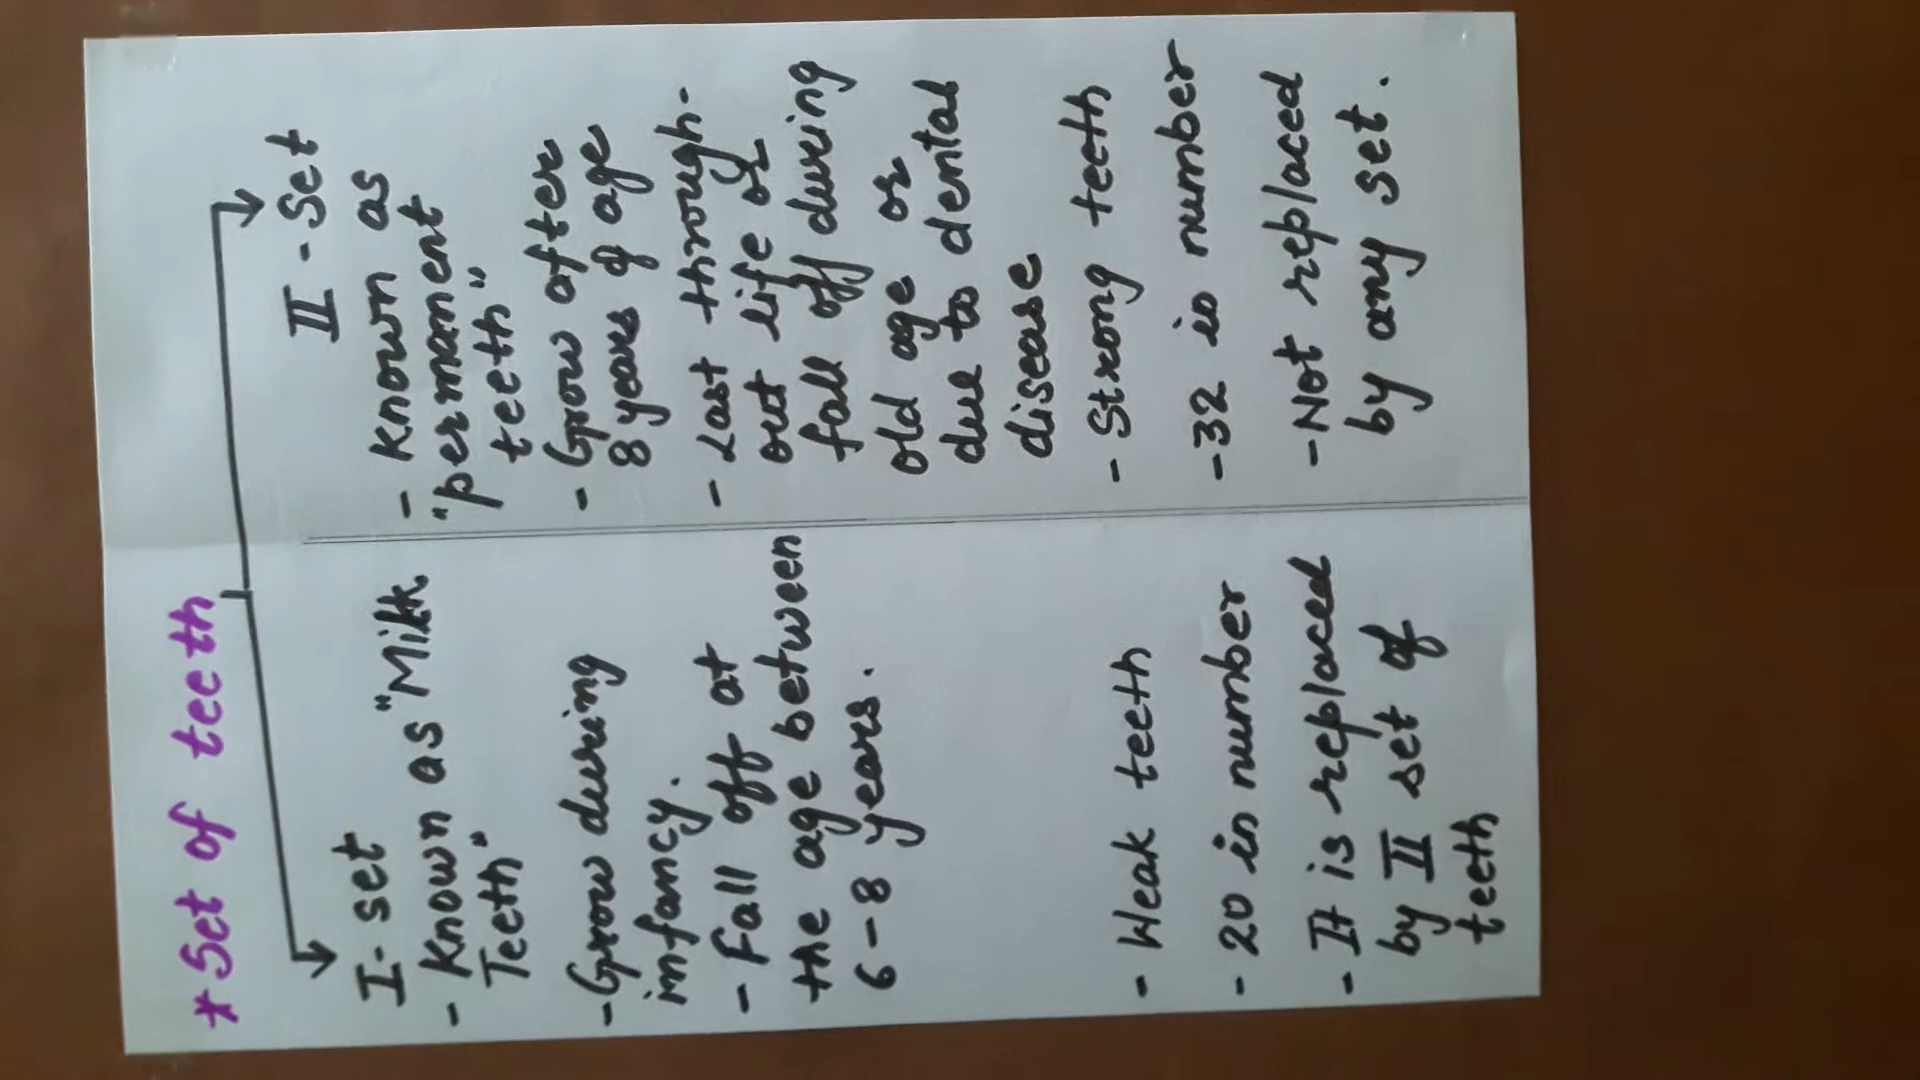 * Set of teeth
I- set
- Known as "Milk
Teeth"
- Grow during
infancy.
- Fall off at
the age between
6-8 years.
- Weak teeth
- 20 in number
- It is replaced
by II set of
teeth
II - Set
- Known as
"permanent
teeth"
- Grow after
8 years of age
- Last through-
out life or
fall off during
old age or
due to dental
disease
- Strong teeth
- 32 in number
- Not replaced
by any set.